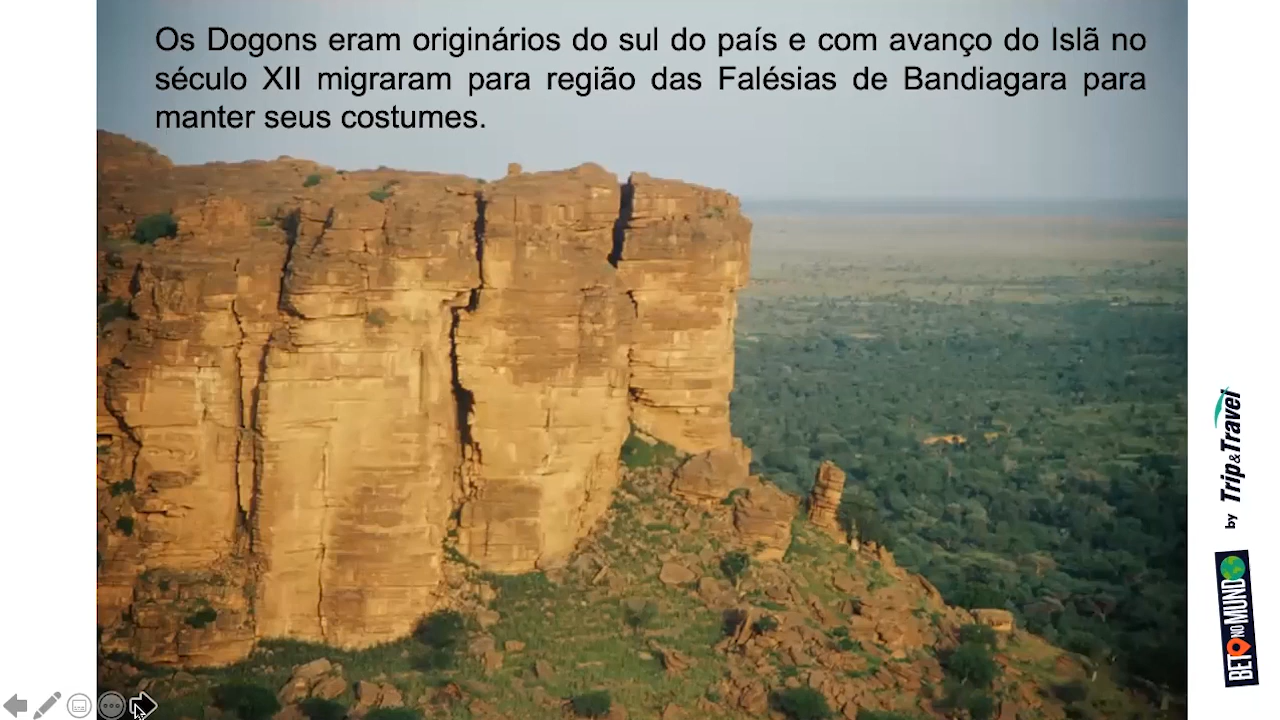 Os Dogons eram originários do sul do país e com avanço do Islã no
século XII migraram para região das Falésias de Bandiagara para
manter seus costumes.
by Trip&Travel
BETO NO MUNDO